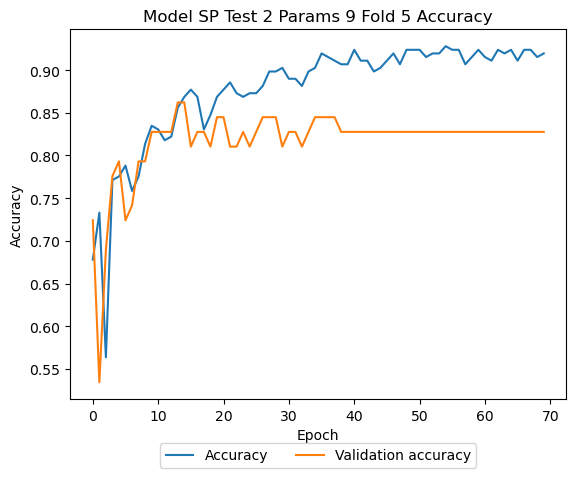 Model SP Test 2 Params 9 Fold 5 Accuracy
Accuracy
0.90
0.85
0.80
0.75
0.70
0.65
0.60
0.55
0 10 20 30 40 50 60 70
Epoch
Accuracy Validation accuracy